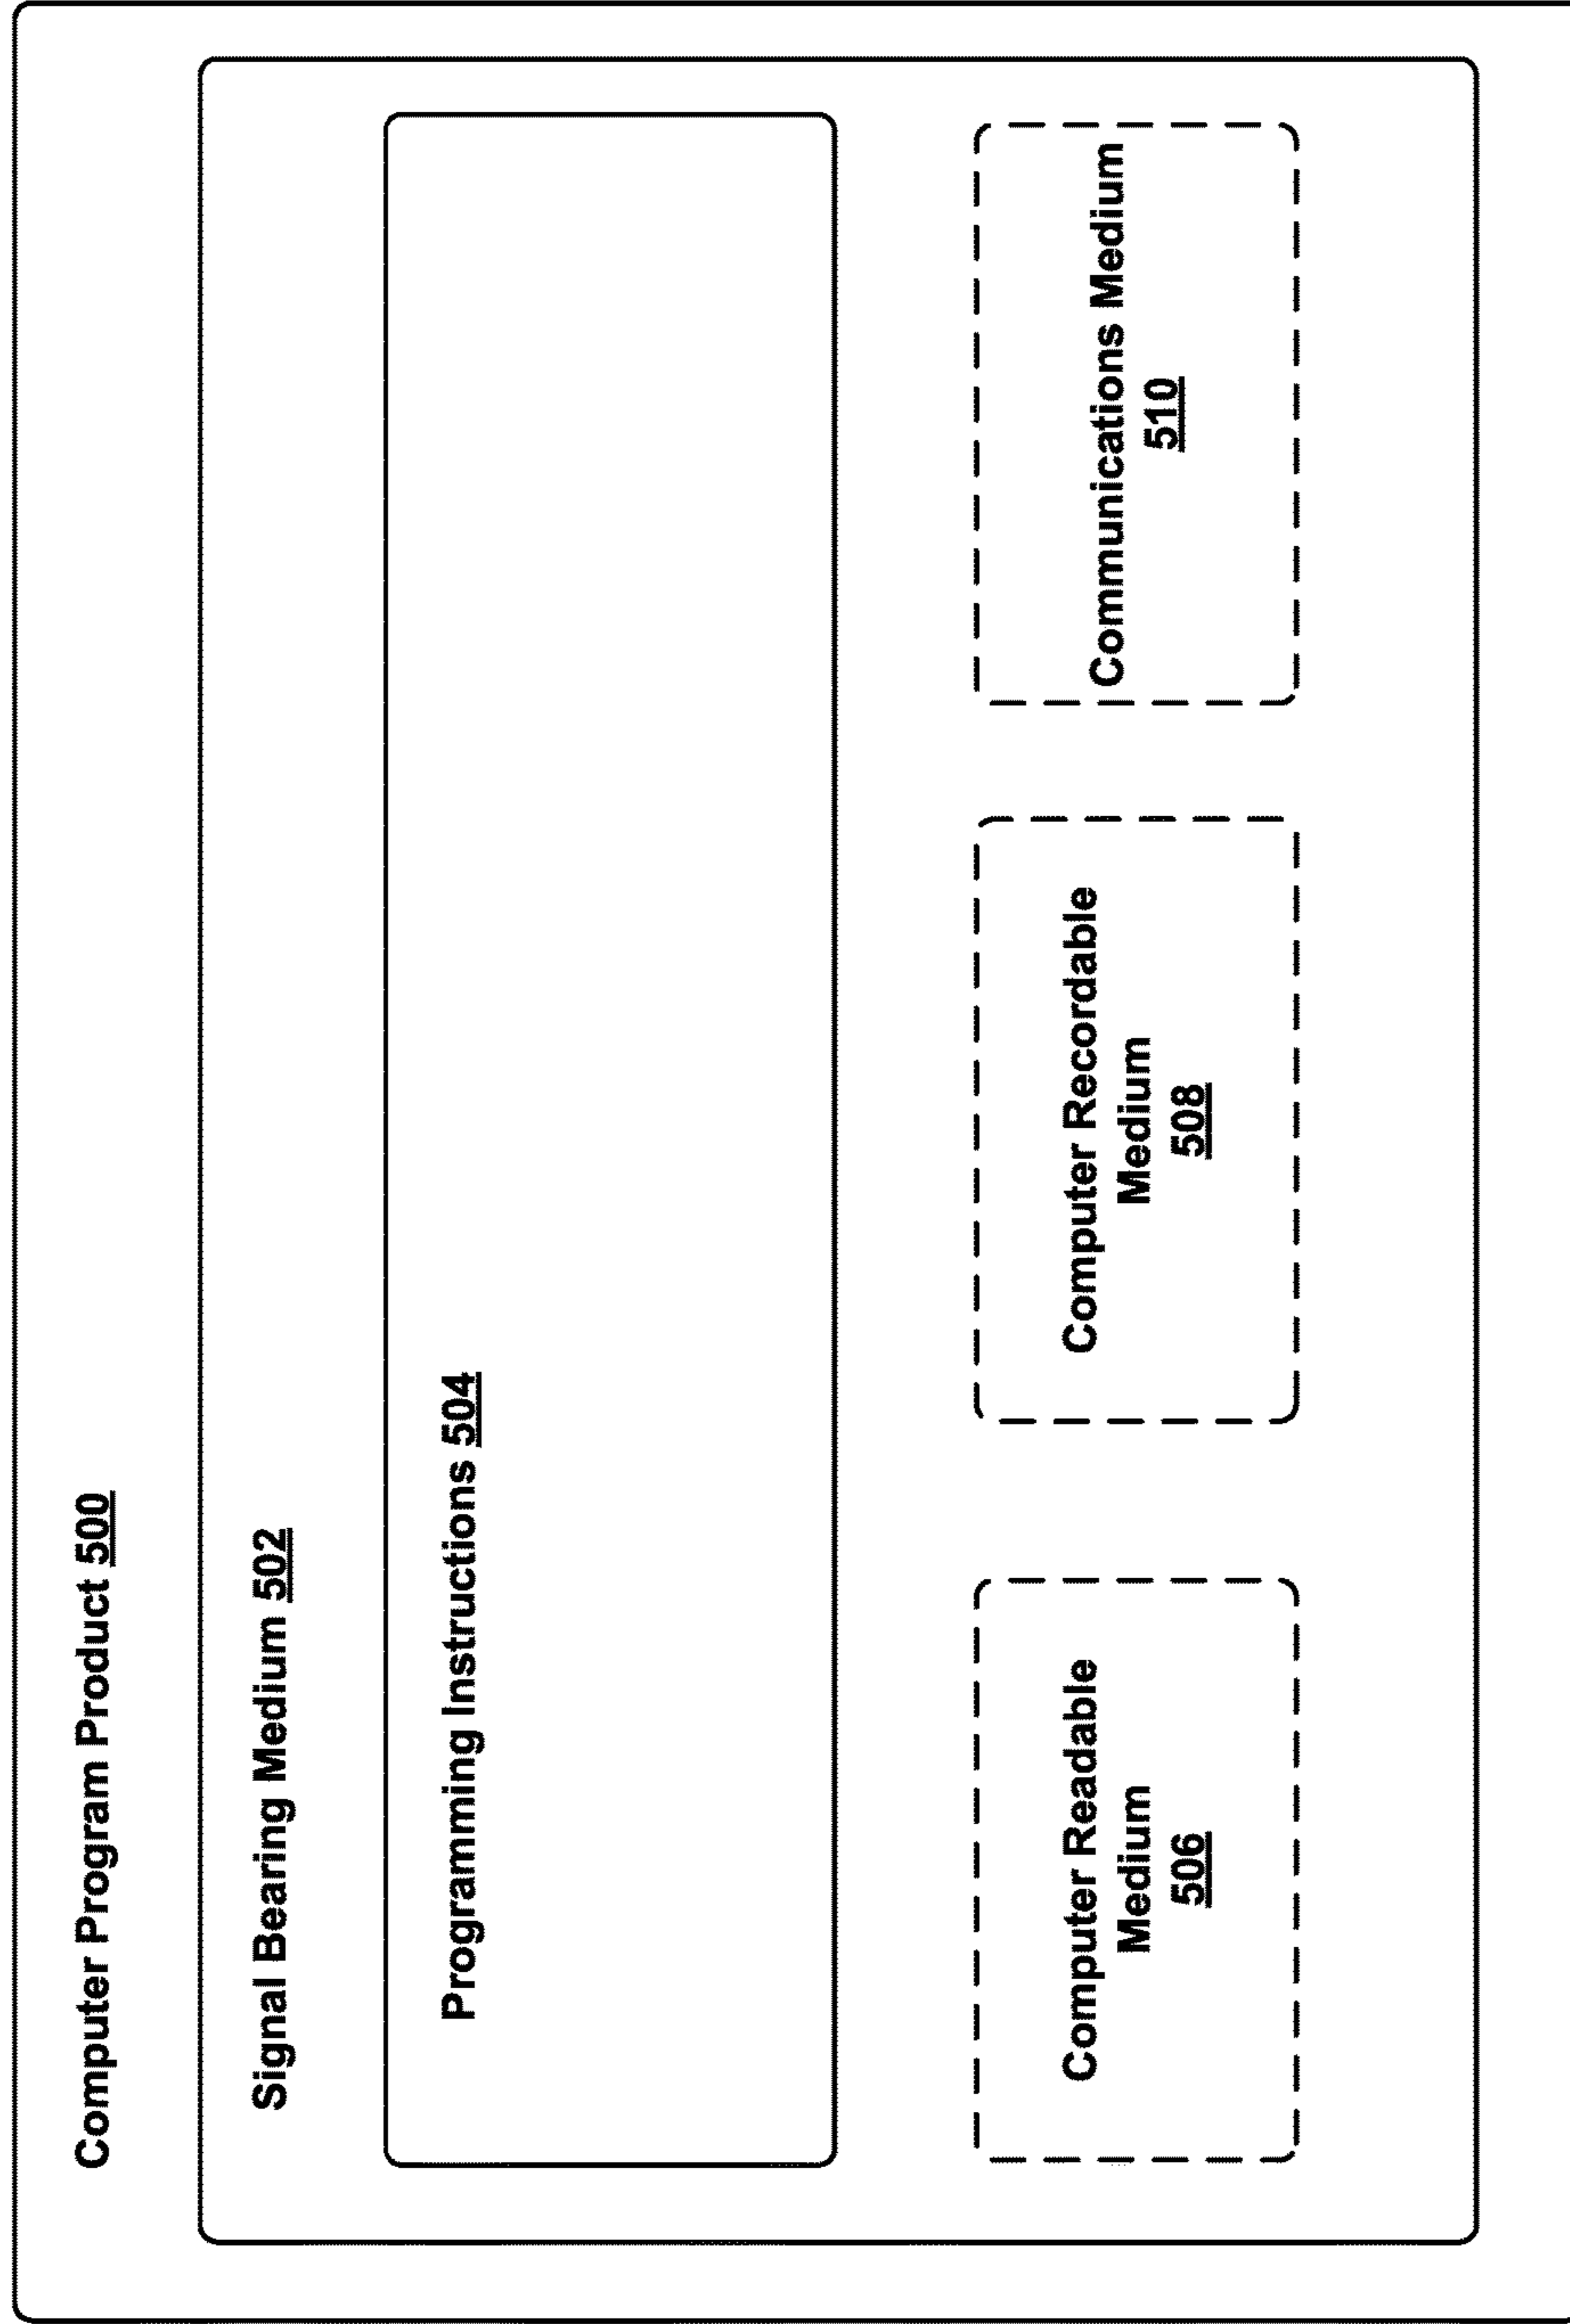 Computer Program Product 500
Signal Bearing Medium 502
Programming Instructions 504
Computer Readable
Medium
506
Computer Recordable
Medium
508
Communications Medium
510